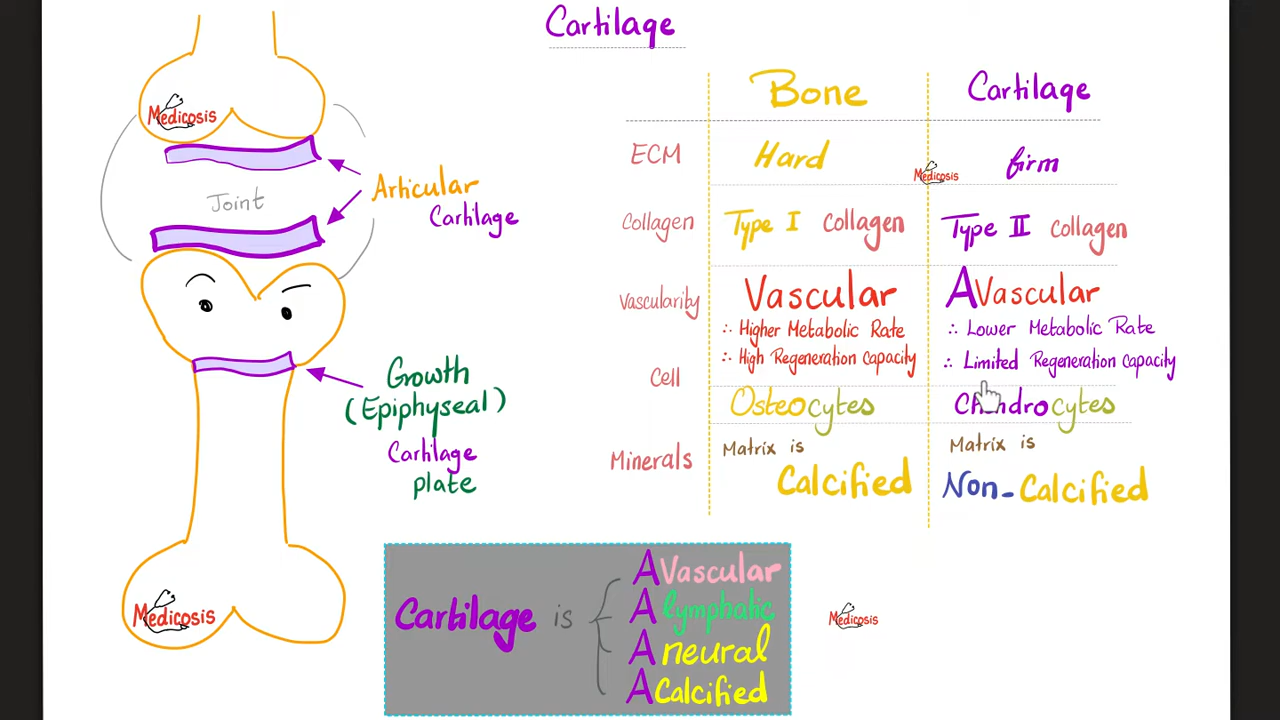 Cartilage
Medicosis
Joint
Articular
Cartilage
Growth
(Epiphyseal)
Cartilage
plate
Medicosis
Bone
Cartilage
ECM
Hard
Medicosis
firm
Collagen
Type I Collagen
Type II Collagen
Vascularity
Vascular
∴ Higher Metabolic Rate
∴ High Regeneration Capacity
AVascular
∴ Lower Metabolic Rate
∴ Limited Regeneration Capacity
Cell
Osteocytes
Chondrocytes
Minerals
Matrix is
Calcified
Matrix is
Non-Calcified
Cartilage is
AVascular
Alymphatic
Aneural
ACalcified
Medicosis